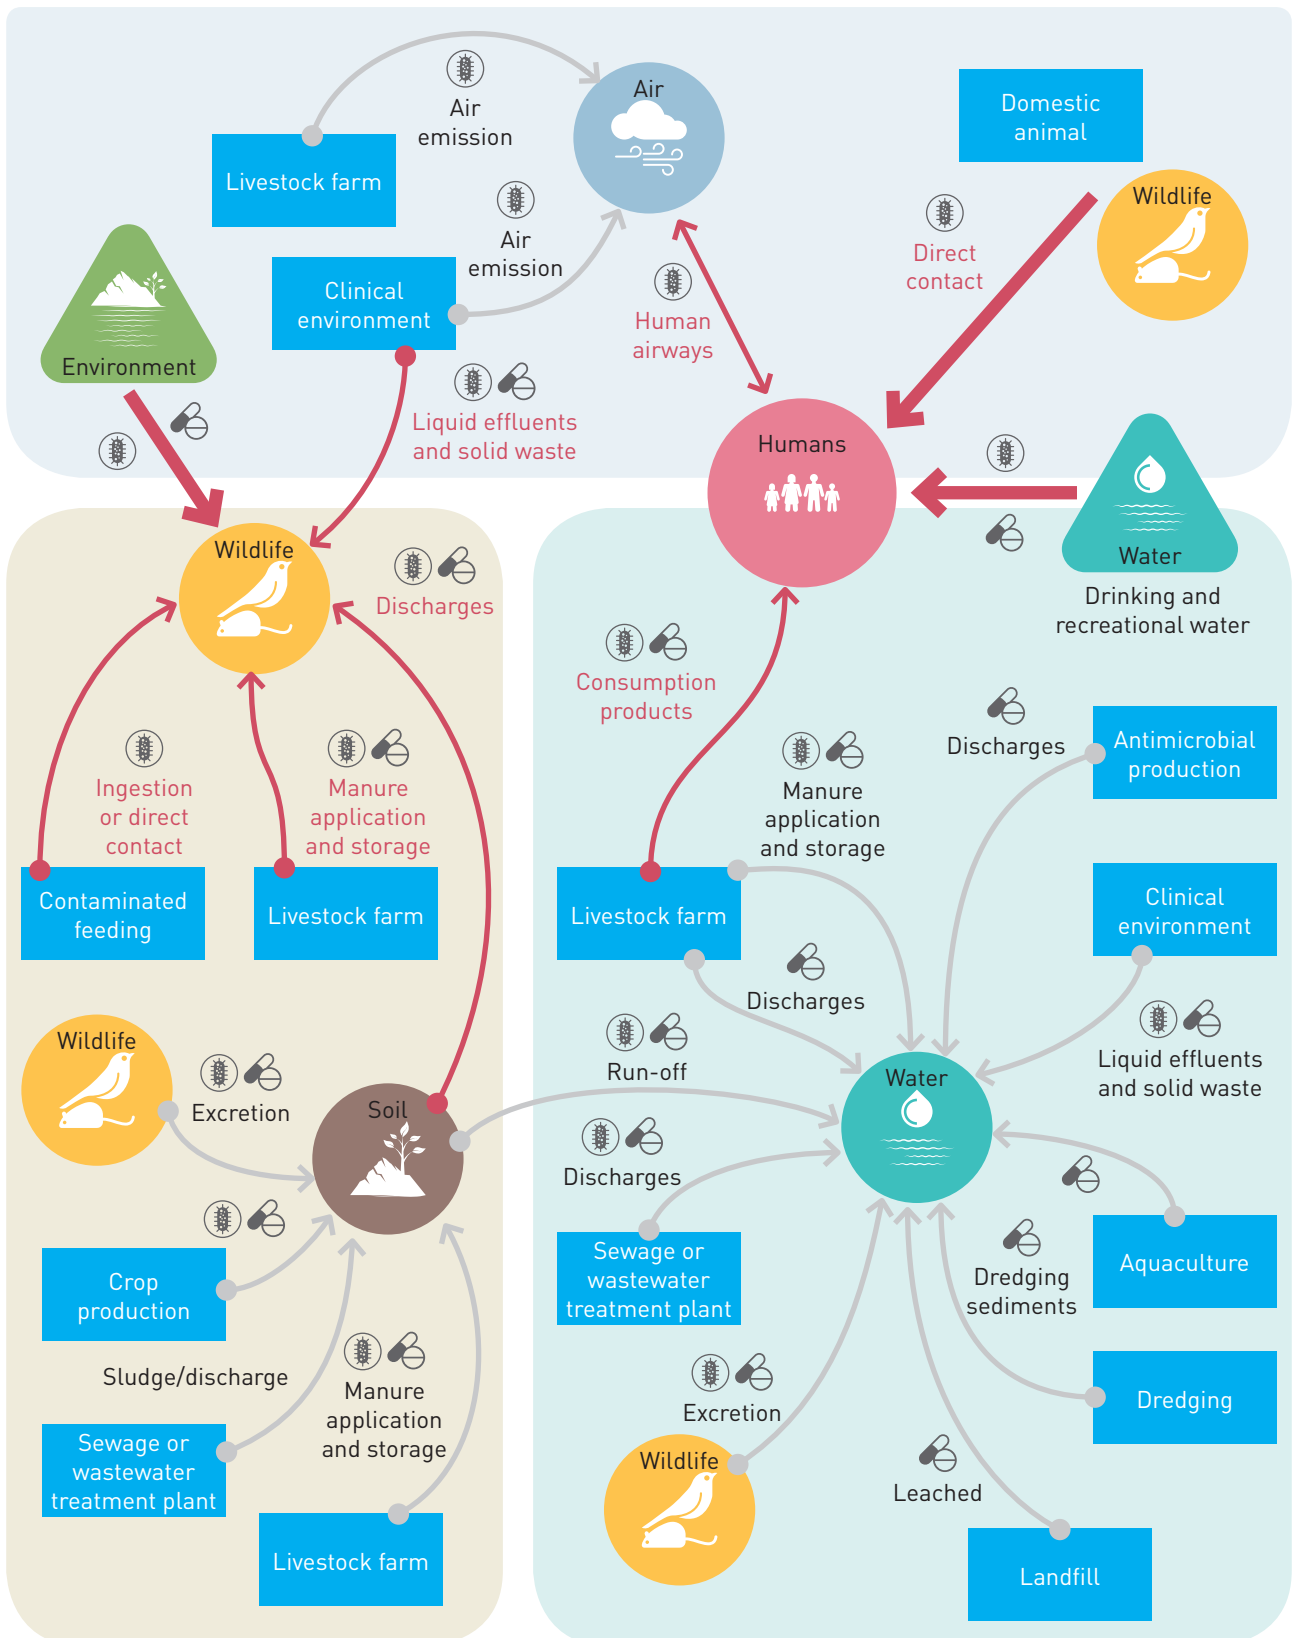 Air
Air
emission
Livestock farm
Domestic
animal
Wildlife
Air
emission
Direct
contact
Clinical
environment
Human
airways
Environment
Liquid effluents
and solid waste
Humans
Wildlife
Discharges
Water
Drinking and
recreational water
Consumption
products
Discharges
Antimicrobial
production
Ingestion
or direct
contact
Manure
application
and storage
Manure
application
and storage
Contaminated
feeding
Livestock farm
Livestock farm
Clinical
environment
Discharges
Wildlife
Excretion
Soil
Run-off
Water
Liquid effluents
and solid waste
Discharges
Crop
production
Sewage or
wastewater
treatment plant
Dredging
sediments
Aquaculture
Sludge/discharge
Manure
application
and storage
Excretion
Dredging
Sewage or
wastewater
treatment plant
Wildlife
Leached
Livestock farm
Landfill